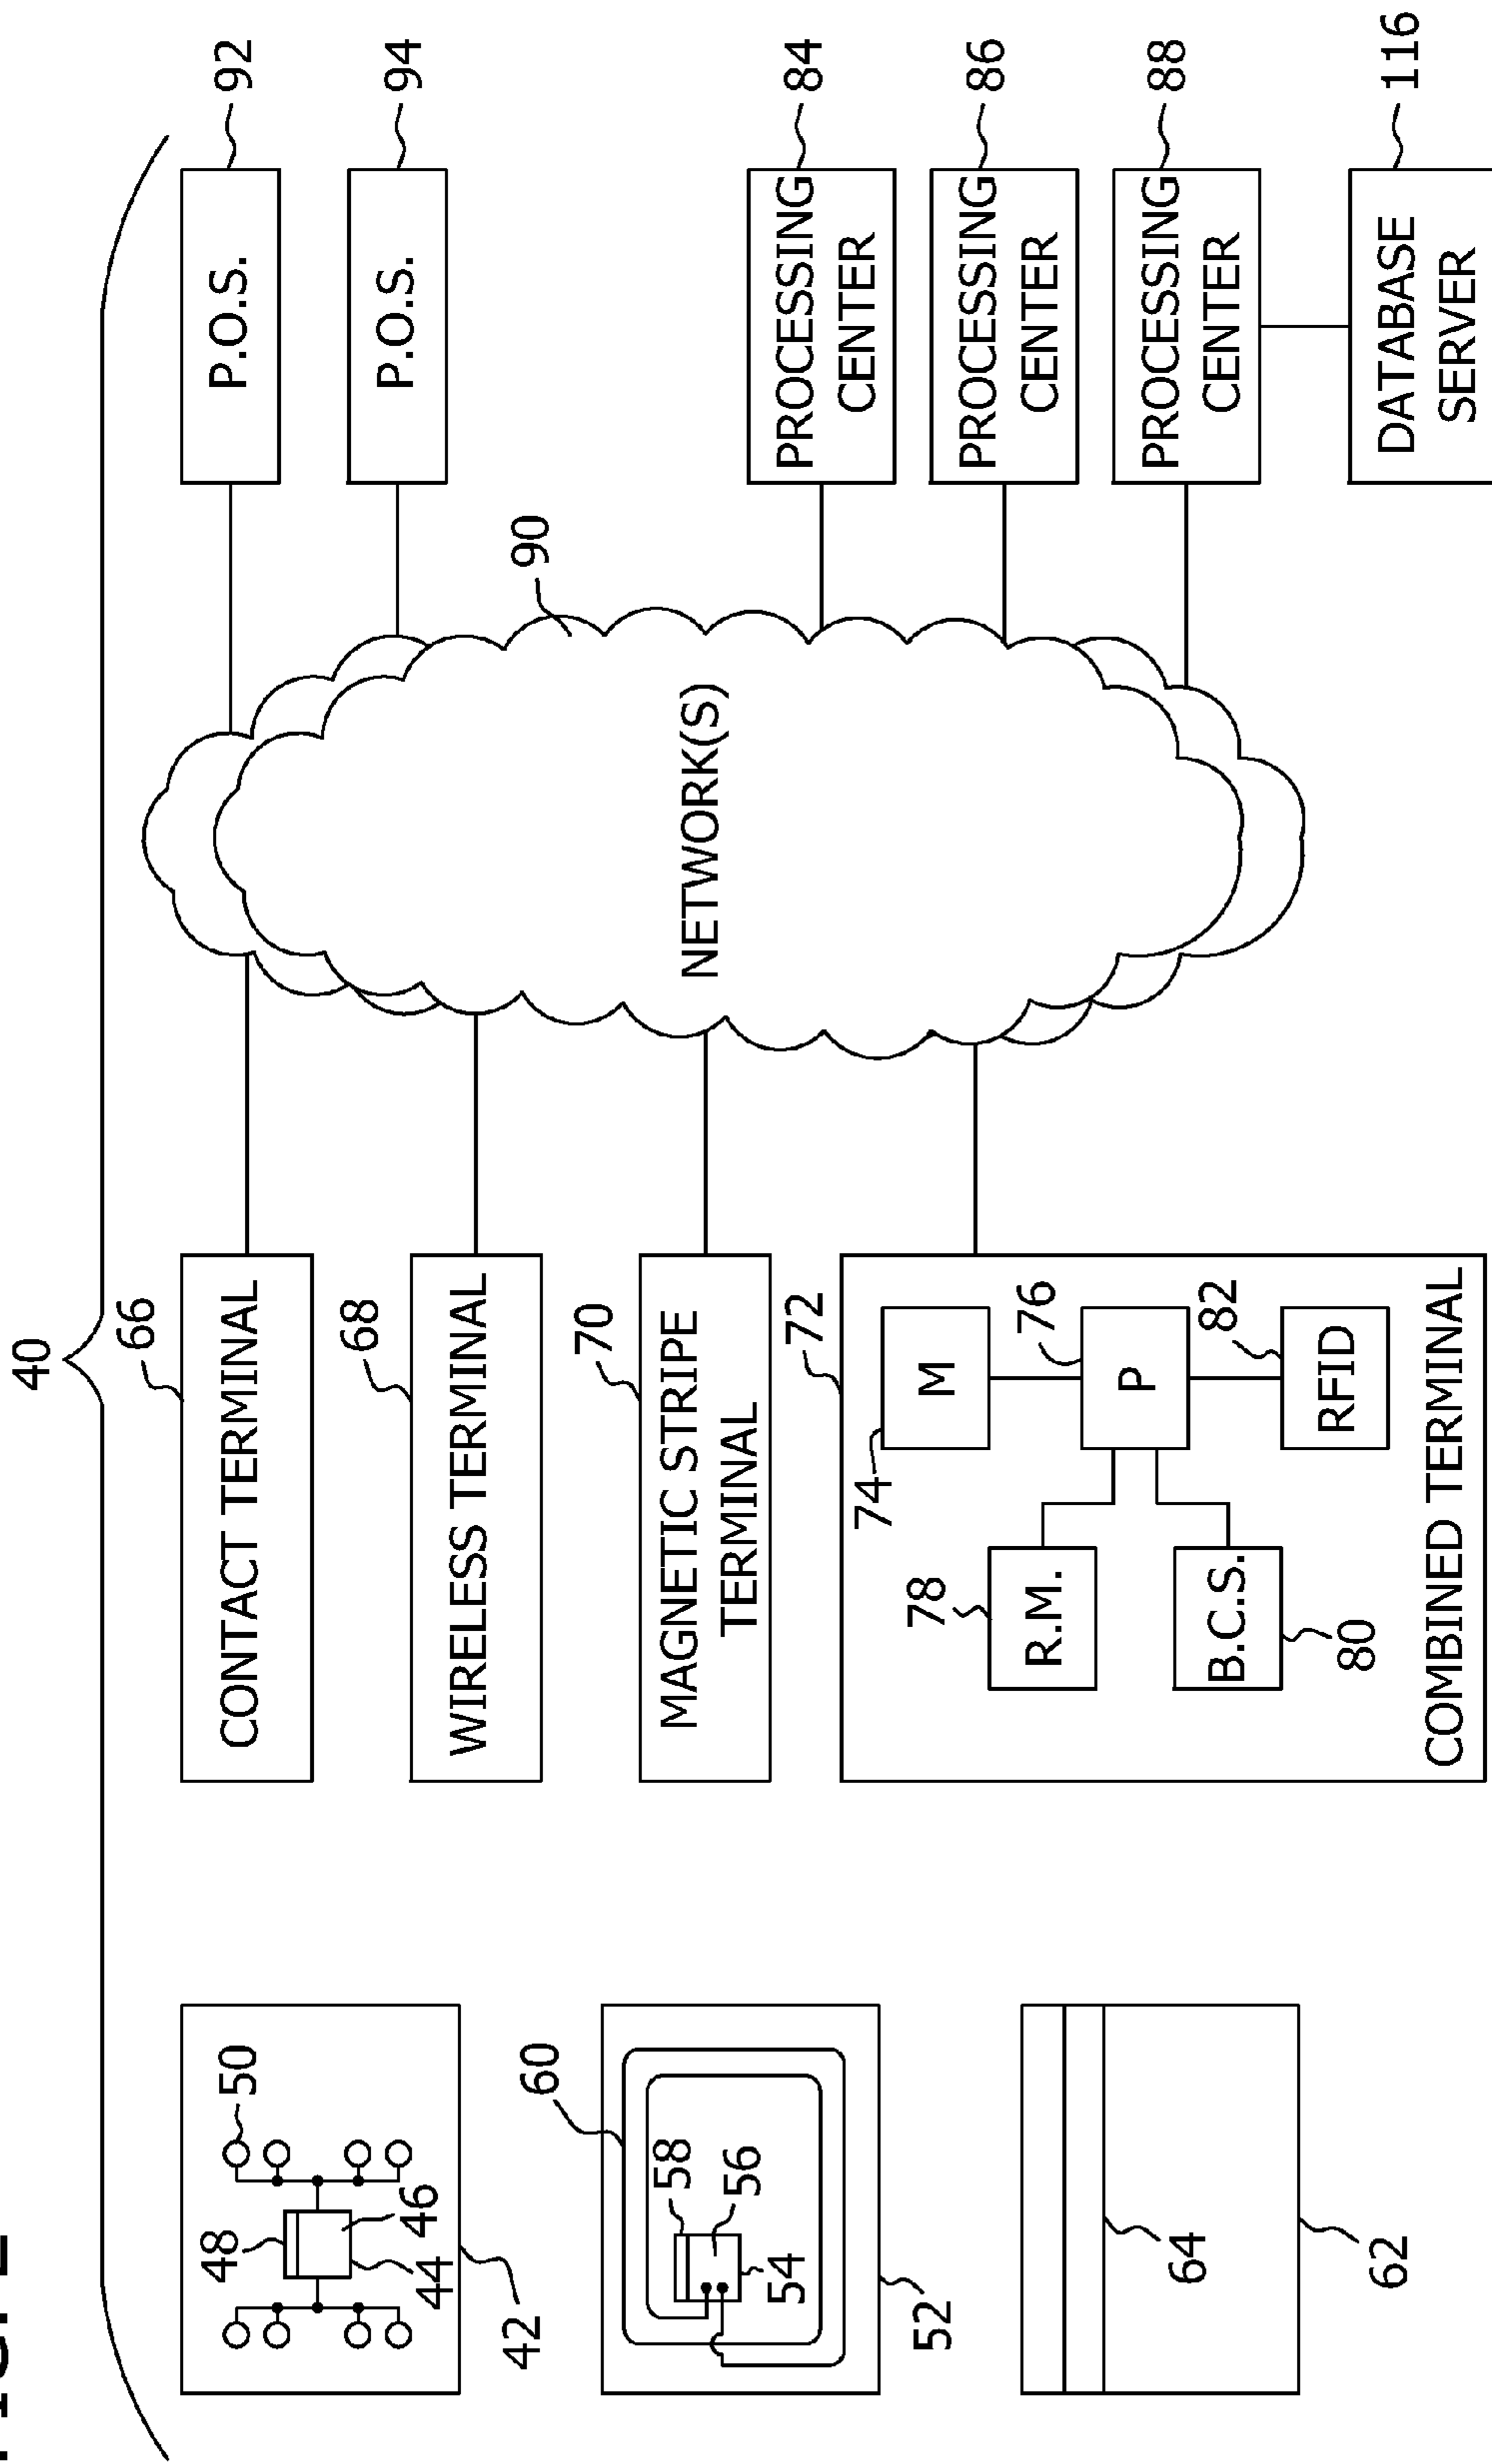 40
50
48
46
44
42
60
58
56
54
52
64
62
66
CONTACT TERMINAL
68
WIRELESS TERMINAL
70
MAGNETIC STRIPE
TERMINAL
72
74
M
76
P
78
R.M.
82
RFID
B.C.S.
80
COMBINED TERMINAL
90
NETWORK(S)
P.O.S.
92
P.O.S.
94
PROCESSING
CENTER
84
PROCESSING
CENTER
86
PROCESSING
CENTER
88
DATABASE
SERVER
116